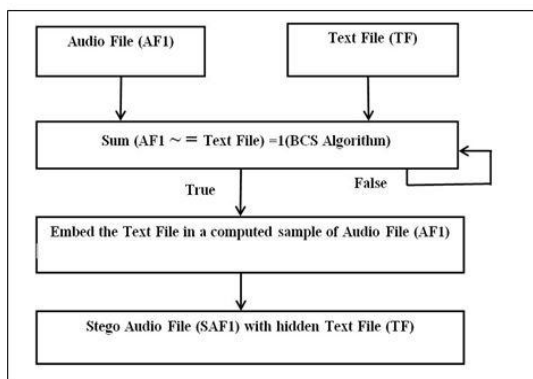 Audio File (AF1)
Text File (TF)
Sum (AF1 ~ = Text File) =1(BCS Algorithm)
True
False
Embed the Text File in a computed sample of Audio File (AF1)
Stego Audio File (SAF1) with hidden Text File (TF)